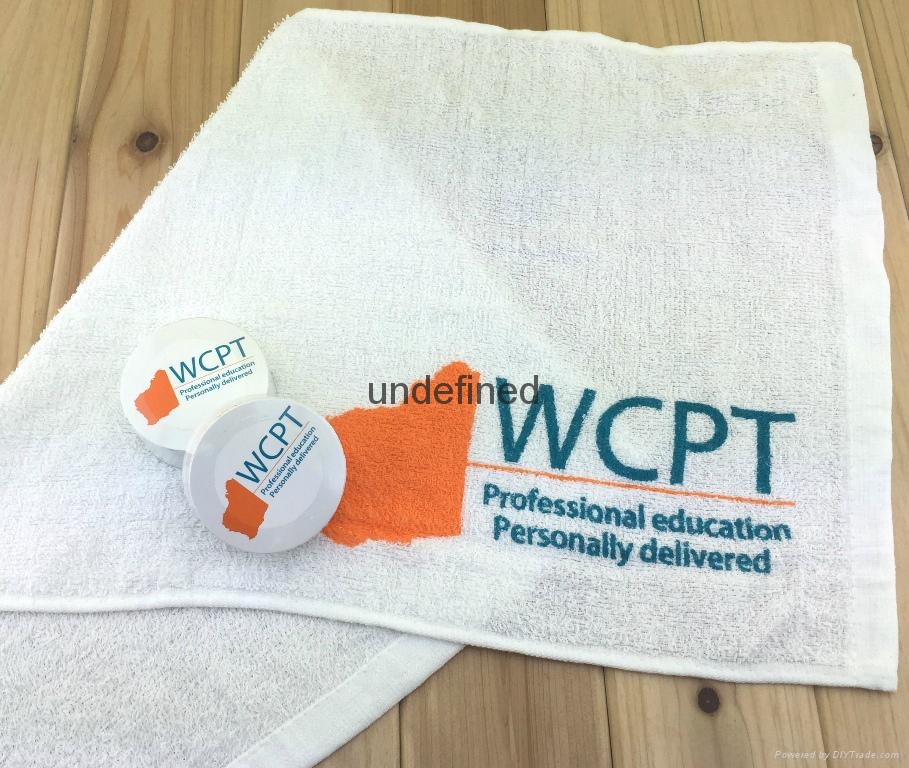 WCPT
Professional education
Personally delivered
WCPT
Professional education
Personally delivered
undefined
WCPT
Professional education
Personally delivered
Powered by DIYTrade.com